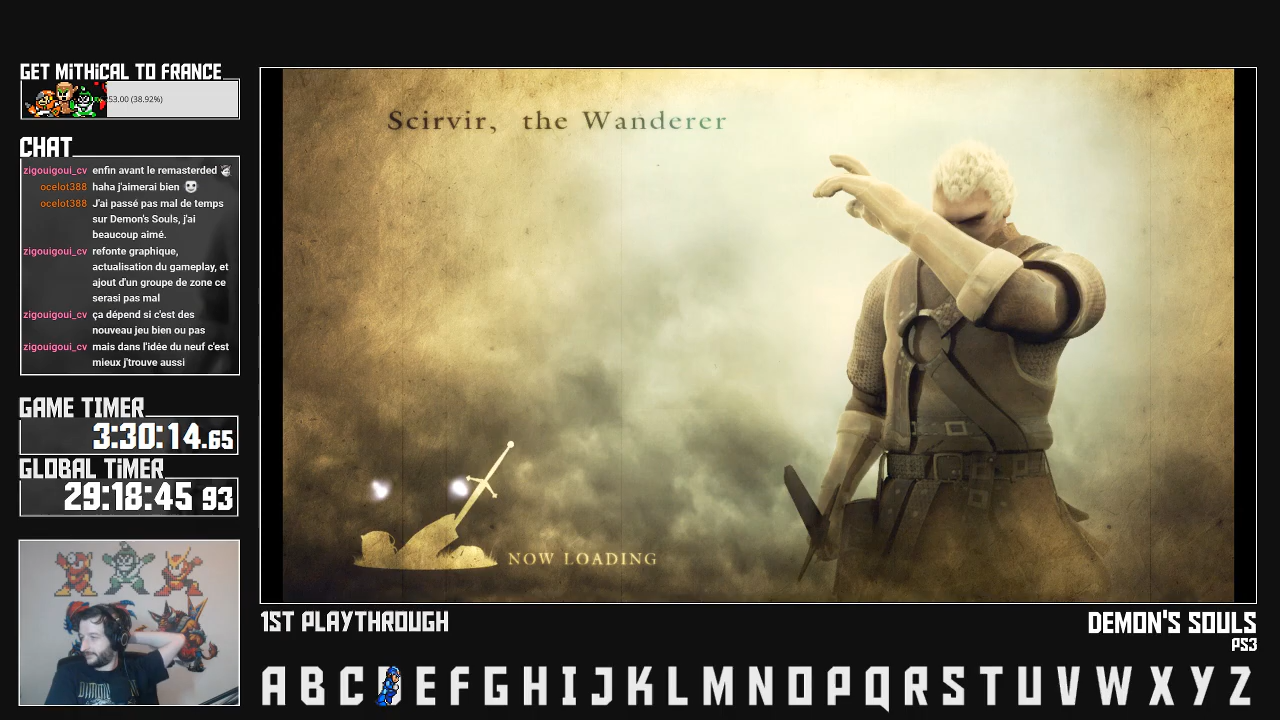 GET MiTHiCAL TO FRANCE
53.00 (38.92%)
CHAT
zigouigoui_cv enfin avant le remasterded
ocelot388 haha j'aimerai bien
ocelot388 J'ai passé pas mal de temps
sur Demon's Souls, j'ai
beaucoup aimé.
zigouigoui_cv refonte graphique,
actualisation du gameplay, et
ajout d'un groupe de zone ce
serasi pas mal
zigouigoui_cv ça dépend si c'est des
nouveau jeu bien ou pas
zigouigoui_cv mais dans l'idée du neuf c'est
mieux j'trouve aussi
GAME TIMER
3:30:14.65
GLOBAL TiMER
29:18:45 93
Scirvir, the Wanderer
NOW LOADING
1ST PLAYTHROUGH
DEMON'S SOULS
PS3
A B C D E F G H I J K L M N O P Q R S T U V W X Y Z